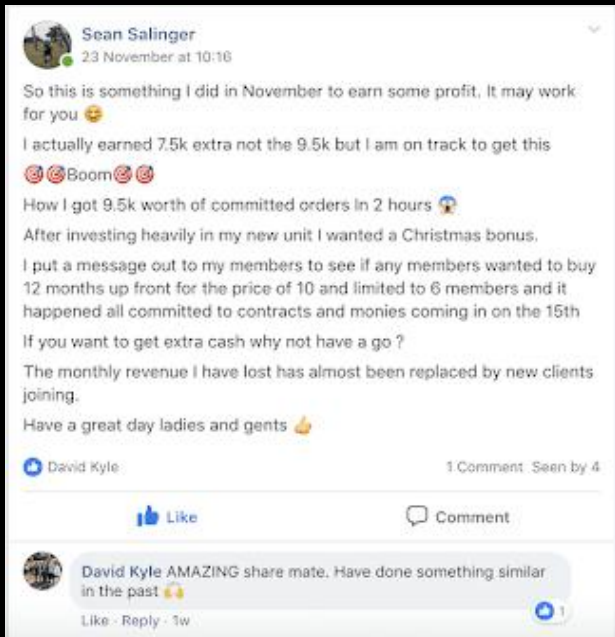 Sean Salinger
23 November at 10:16
So this is something I did in November to earn some profit. It may work
for you 😊
I actually earned 7.5k extra not the 9.5k but I am on track to get this
🎯🎯Boom🎯🎯
How I got 9.5k worth of committed orders In 2 hours 😱
After investing heavily in my new unit I wanted a Christmas bonus.
I put a message out to my members to see if any members wanted to buy
12 months up front for the price of 10 and limited to 6 members and it
happened all committed to contracts and monies coming in on the 15th
If you want to get extra cash why not have a go ?
The monthly revenue I have lost has almost been replaced by new clients
joining.
Have a great day ladies and gents 👍
David Kyle
1 Comment Seen by 4
Like
Comment
David Kyle AMAZING share mate. Have done something similar
in the past 🙌
Like · Reply · 1w
1